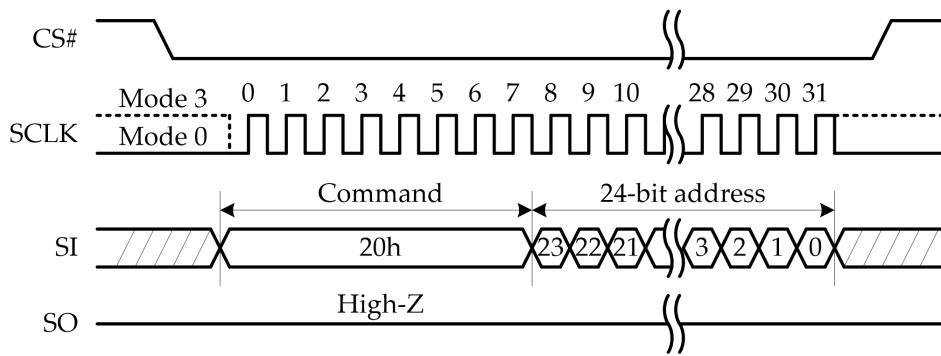 CS#
Mode 3 0 1 2 3 4 5 6 7 8 9 10 28 29 30 31
SCLK Mode 0
Command 24-bit address
SI 20h 23 22 21 3 2 1 0
High-Z
SO